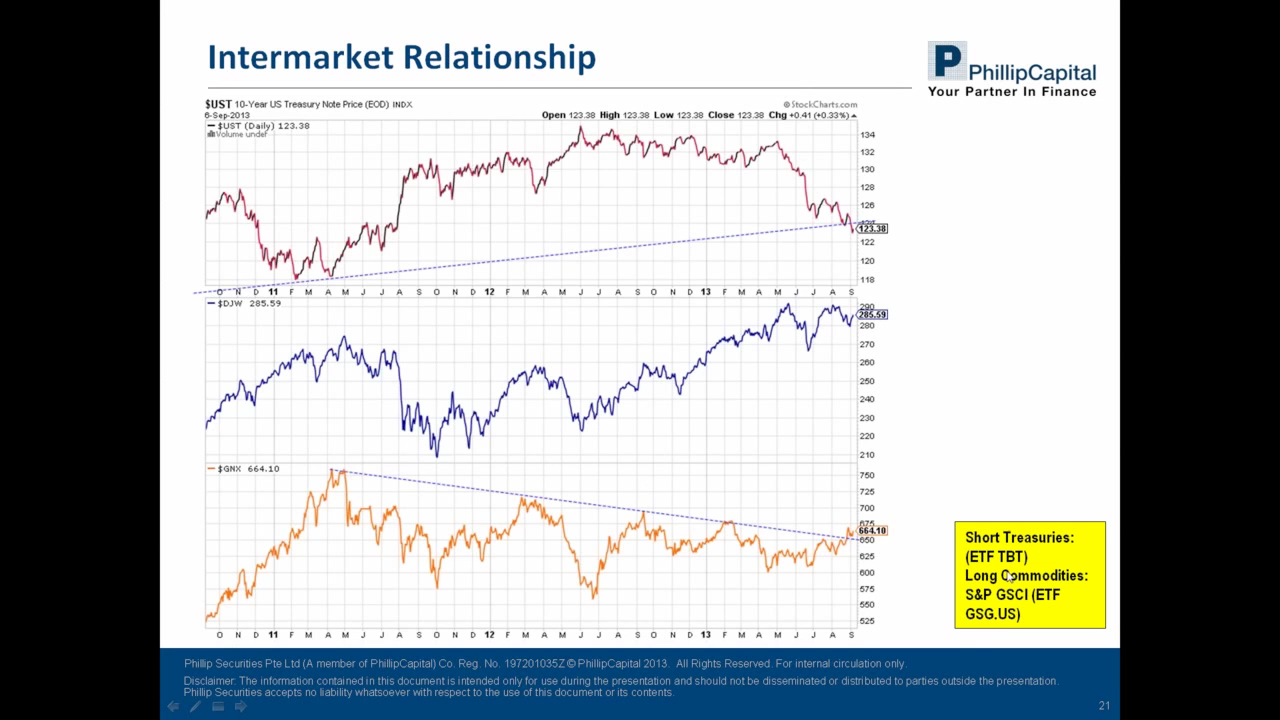 Intermarket Relationship
P PhillipCapital
Your Partner In Finance
$UST 10-Year US Treasury Note Price (EOD) INDX
© StockCharts.com
6-Sep-2013
Open 123.38 High 123.38 Low 123.38 Close 123.38 Chg +0.41 (+0.33%)
$UST (Daily) 123.38
Volume undef
134
132
130
128
126
124
123.38
122
120
118
O N D 11 F M A M J J A S O N D 12 F M A M J J A S O N D 13 F M A M J J A S
$DJW 285.59
290
285.59
280
270
260
250
240
230
220
210
$GNX 664.10
750
725
700
675
664.10
650
625
600
575
550
525
O N D 11 F M A M J J A S O N D 12 F M A M J J A S O N D 13 F M A M J J A S
Short Treasuries:
(ETF TBT)
Long Commodities:
S&P GSCI (ETF
GSG.US)
Phillip Securities Pte Ltd (A member of PhillipCapital) Co. Reg. No. 197201035Z © PhillipCapital 2013. All Rights Reserved. For internal circulation only.
Disclaimer: The information contained in this document is intended only for use during the presentation and should not be disseminated or distributed to parties outside the presentation.
Phillip Securities accepts no liability whatsoever with respect to the use of this document or its contents.
21